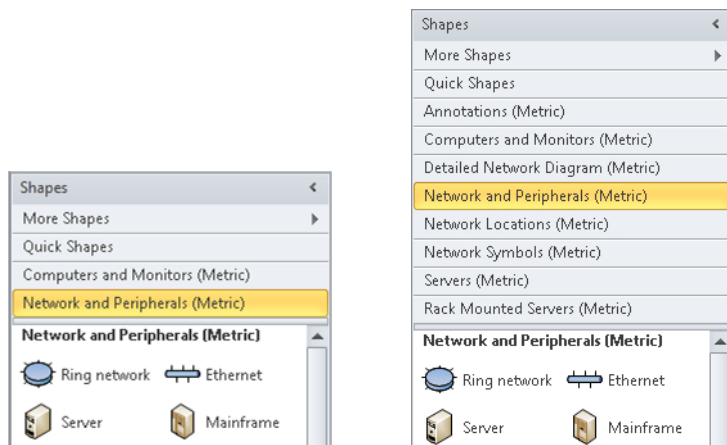 Shapes
More Shapes
Quick Shapes
Computers and Monitors (Metric)
Network and Peripherals (Metric)
Network and Peripherals (Metric)
Ring network Ethernet
Server Mainframe
Shapes
More Shapes
Quick Shapes
Annotations (Metric)
Computers and Monitors (Metric)
Detailed Network Diagram (Metric)
Network and Peripherals (Metric)
Network Locations (Metric)
Network Symbols (Metric)
Servers (Metric)
Rack Mounted Servers (Metric)
Network and Peripherals (Metric)
Ring network Ethernet
Server Mainframe